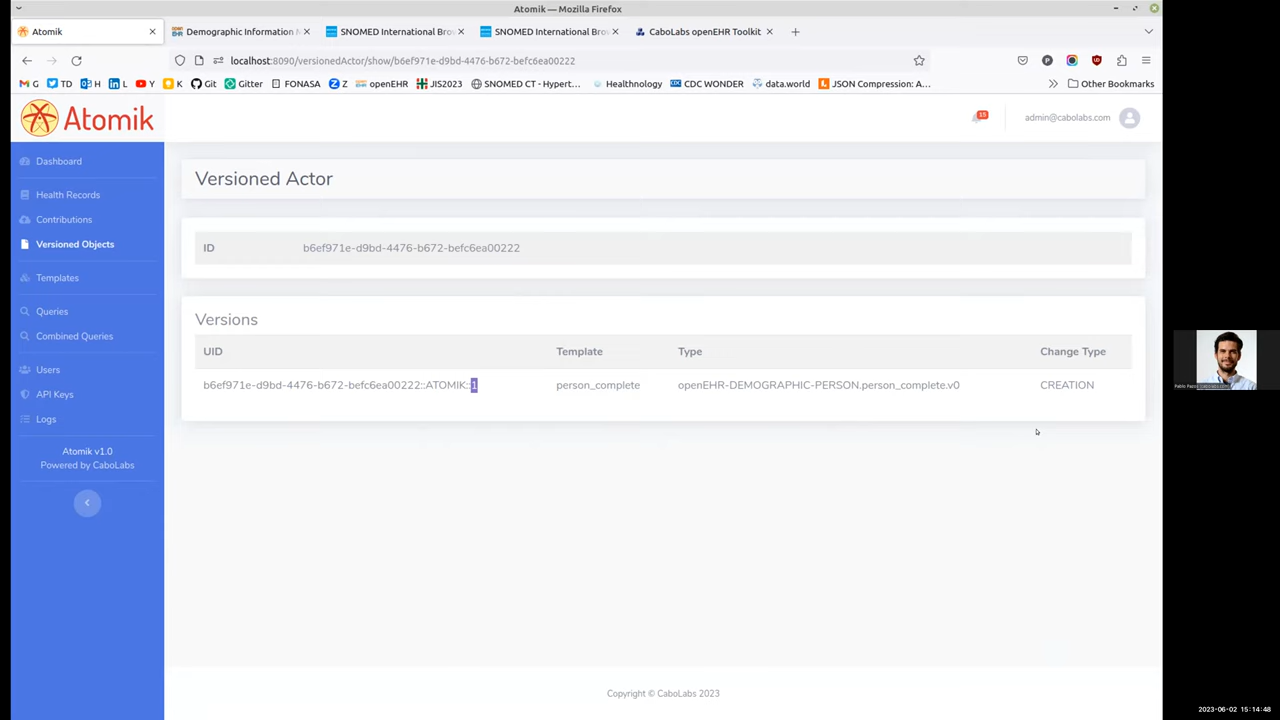 Atomik — Mozilla Firefox
Atomik
Demographic Information M
SNOMED International Brow
SNOMED International Brow
CaboLabs openEHR Toolkit
localhost:8090/versionedActor/show/b6ef971e-d9bd-4476-b672-befc6ea00222
G
TD
H
L
Y
K
Git
Gitter
FONASA
Z
openEHR
JIS2023
SNOMED CT - Hypert...
Healthnology
CDC WONDER
data.world
JSON Compression: A...
Other Bookmarks
Atomik
15
admin@cabolabs.com
Dashboard
Health Records
Contributions
Versioned Objects
Templates
Queries
Combined Queries
Users
API Keys
Logs
Atomik v1.0
Powered by CaboLabs
Versioned Actor
ID b6ef971e-d9bd-4476-b672-befc6ea00222
Versions
UID Template Type Change Type
b6ef971e-d9bd-4476-b672-befc6ea00222::ATOMIK::1 person_complete openEHR-DEMOGRAPHIC-PERSON.person_complete.v0 CREATION
Copyright © CaboLabs 2023
2023-06-02 15:14:48